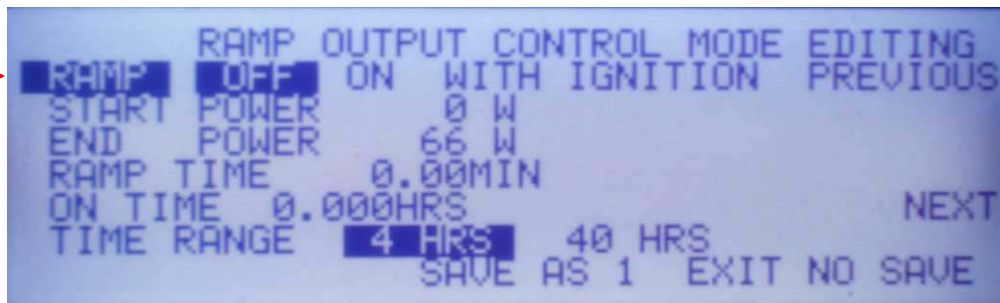 RAMP OUTPUT CONTROL MODE EDITING
RAMP OFF ON WITH IGNITION PREVIOUS
START POWER 0 W
END POWER 66 W
RAMP TIME 0.00MIN
ON TIME 0.000HRS NEXT
TIME RANGE 4 HRS 40 HRS
SAVE AS 1 EXIT NO SAVE